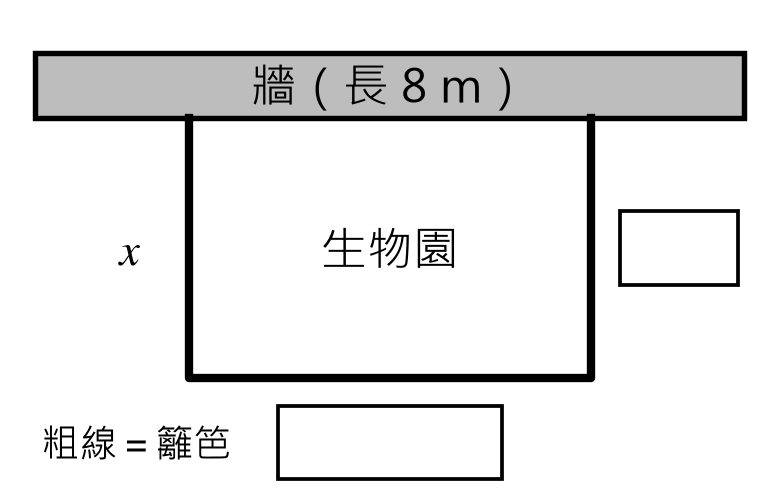 牆（長 8 m）
x
生物園
粗線 = 籬笆